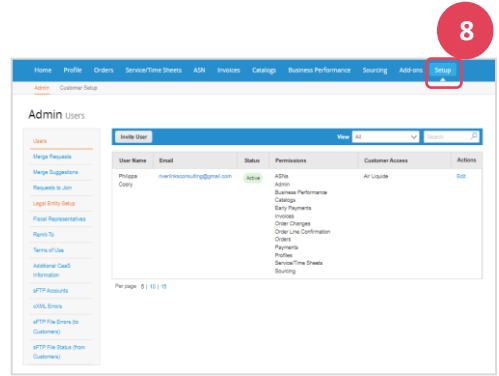 8
Home Profile Orders Service/Time Sheets ASN Invoices Catalogs Business Performance Sourcing Add-ons Setup
Admin Customer Setup
Admin Users
Users
Merge Requests
Merge Suggestions
Requests to Join
Legal Entity Setup
Fiscal Representatives
Remit-To
Terms of Use
Additional CaaS
Information
sFTP Accounts
cXML Errors
sFTP File Errors (to
Customers)
sFTP File Status (from
Customers)
Invite User View All Search
User Name Email Status Permissions Customer Access Actions
Philippa riverlinksconsulting@gmail.com Active ASNs Air Liquide Edit
Admin
Business Performance
Catalogs
Early Payments
Invoices
Order Changes
Order Line Confirmation
Orders
Payments
Profiles
Service/Time Sheets
Sourcing
Per page 5 | 10 | 15